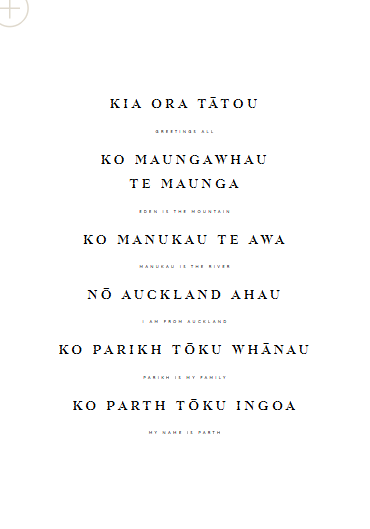 KIA ORA TĀTOU
GREETINGS ALL
KO MAUNGAWHAU
TE MAUNGA
EDEN IS THE MOUNTAIN
KO MANUKAU TE AWA
MANUKAU IS THE RIVER
NŌ AUCKLAND AHAU
I AM FROM AUCKLAND
KO PARIKH TŌKU WHĀNAU
PARIKH IS MY FAMILY
KO PARTH TŌKU INGOA
MY NAME IS PARTH